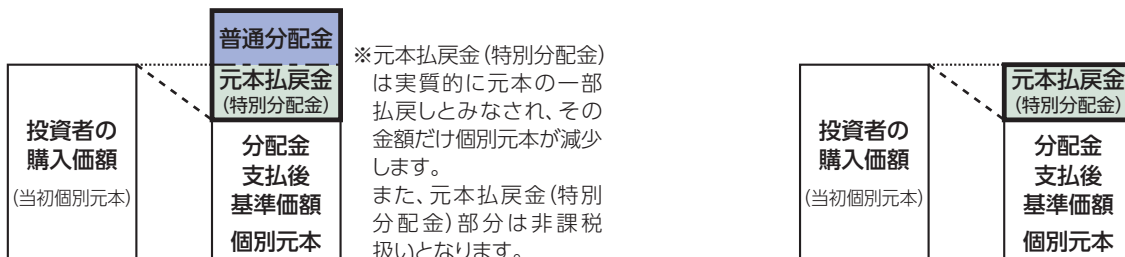 普通分配金
元本払戻金
(特別分配金)
投資者の
購入価額
(当初個別元本)
分配金
支払後
基準価額
個別元本
※元本払戻金(特別分配金)
は実質的に元本の一部
払戻しとみなされ、その
金額だけ個別元本が減少
します。
また、元本払戻金(特別
分配金)部分は非課税
扱いとなります。
元本払戻金
(特別分配金)
投資者の
購入価額
(当初個別元本)
分配金
支払後
基準価額
個別元本